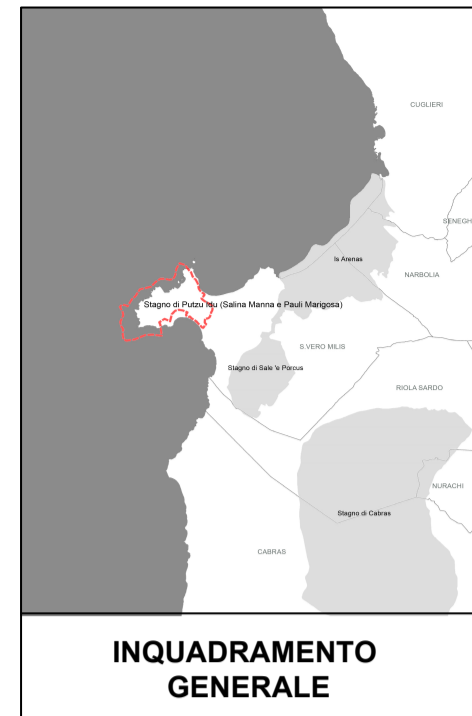 CUGLIERI
SENEGH
Is Arenas
NARBOLIA
Stagno di Putzu Idu (Salina Manna e Pauli Marigosa)
S.VERO MILIS
Stagno di Sale 'e Porcus
RIOLA SARDO
NURACHI
Stagno di Cabras
CABRAS
INQUADRAMENTO
GENERALE